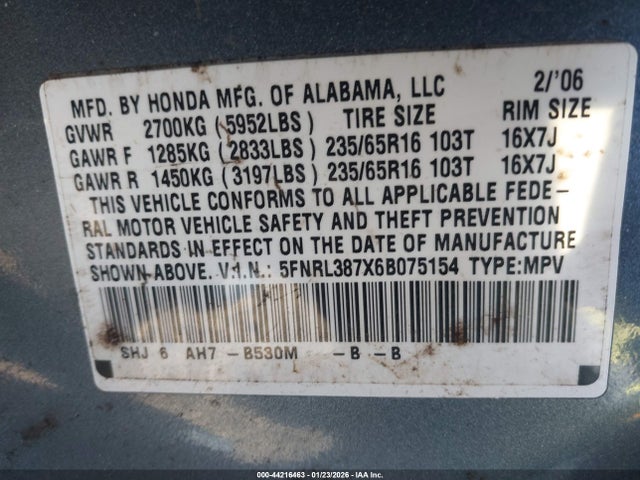 MFD. BY HONDA MFG. OF ALABAMA, LLC 2/'06
GVWR 2700KG (5952LBS) TIRE SIZE RIM SIZE
GAWR F 1285KG (2833LBS) 235/65R16 103T 16X7J
GAWR R 1450KG (3197LBS) 235/65R16 103T 16X7J
THIS VEHICLE CONFORMS TO ALL APPLICABLE FEDE-
RAL MOTOR VEHICLE SAFETY AND THEFT PREVENTION
STANDARDS IN EFFECT ON THE DATE OF MANUFACTURE
SHOWN ABOVE. V.I.N.: 5FNRL387X6B075154 TYPE:MPV
SHJ 6 AH7 -B530M -B -B
000-44216463 - 01/23/2026 - IAA Inc.